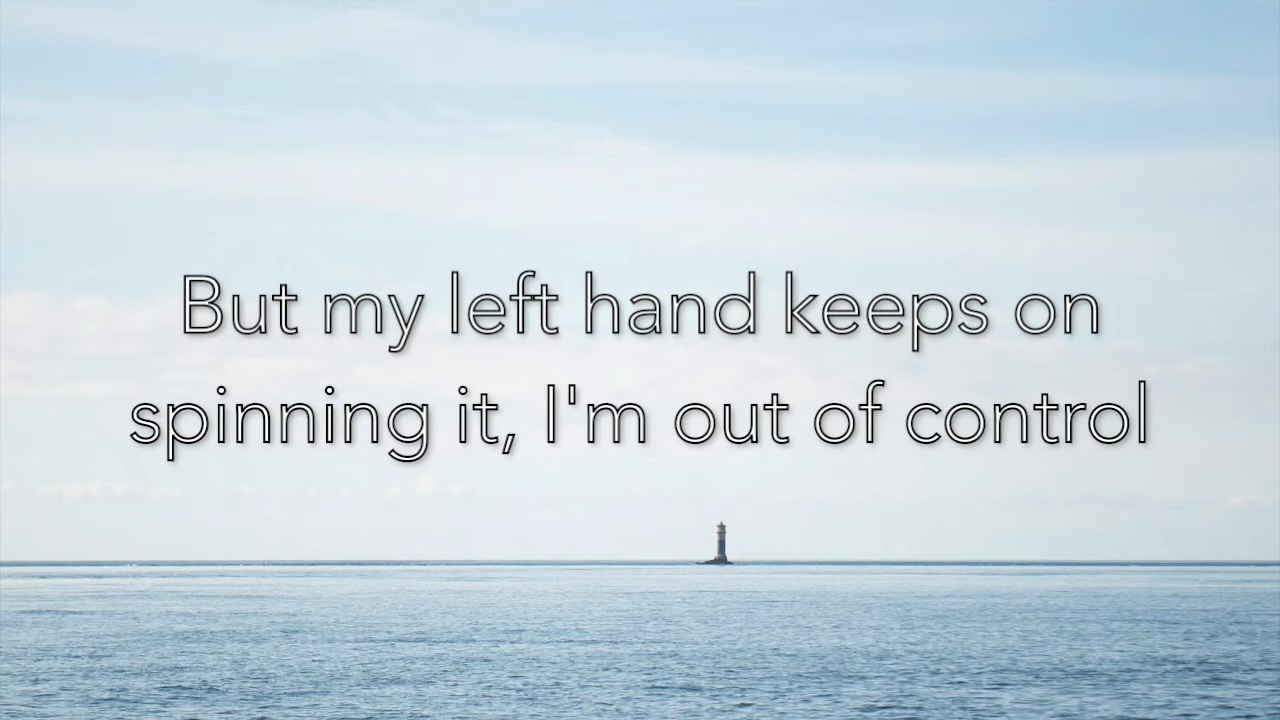 But my left hand keeps on
spinning it, I'm out of control